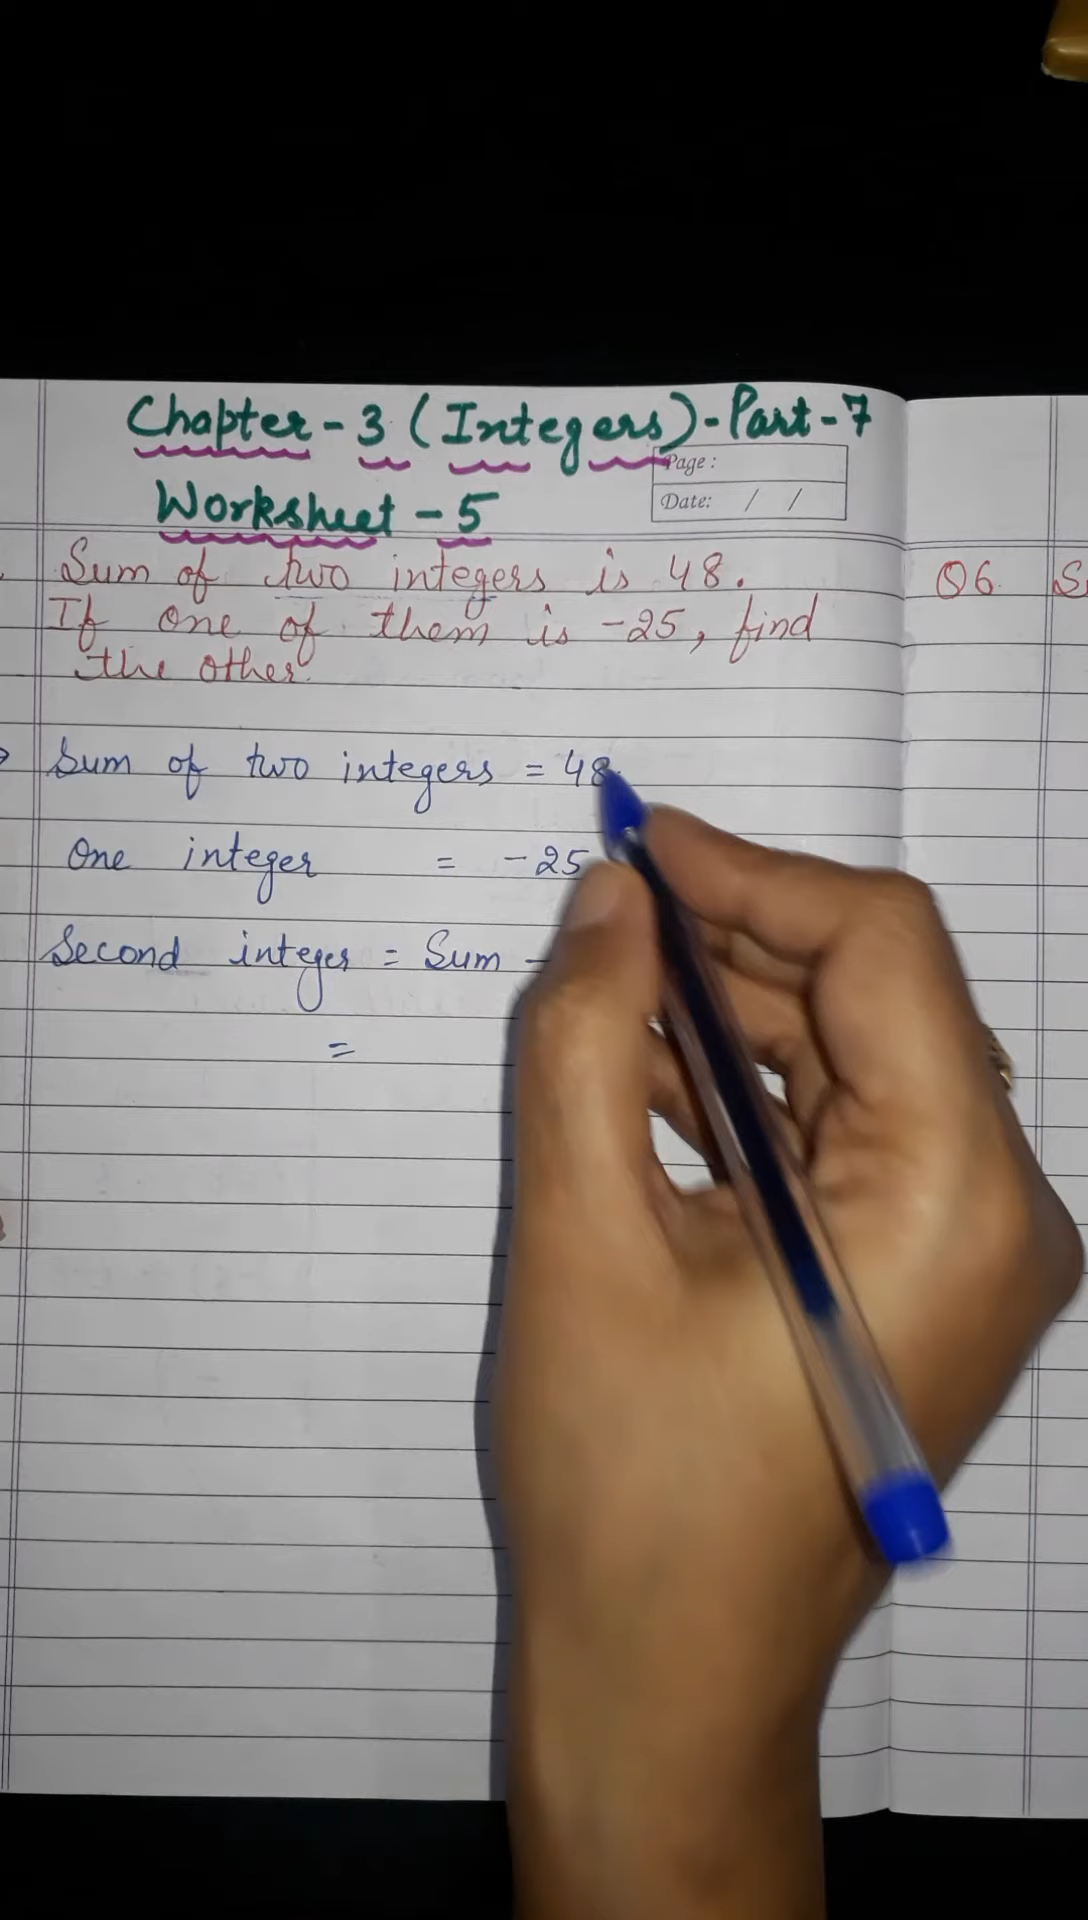 Chapter - 3 (Integers) - Part - 7
Page :
Worksheet - 5
Date: / /
Sum of two integers is 48.
If one of them is -25, find
the other.
Q6.
Sum of two integers = 48
One integer = -25
Second integer = Sum -
=